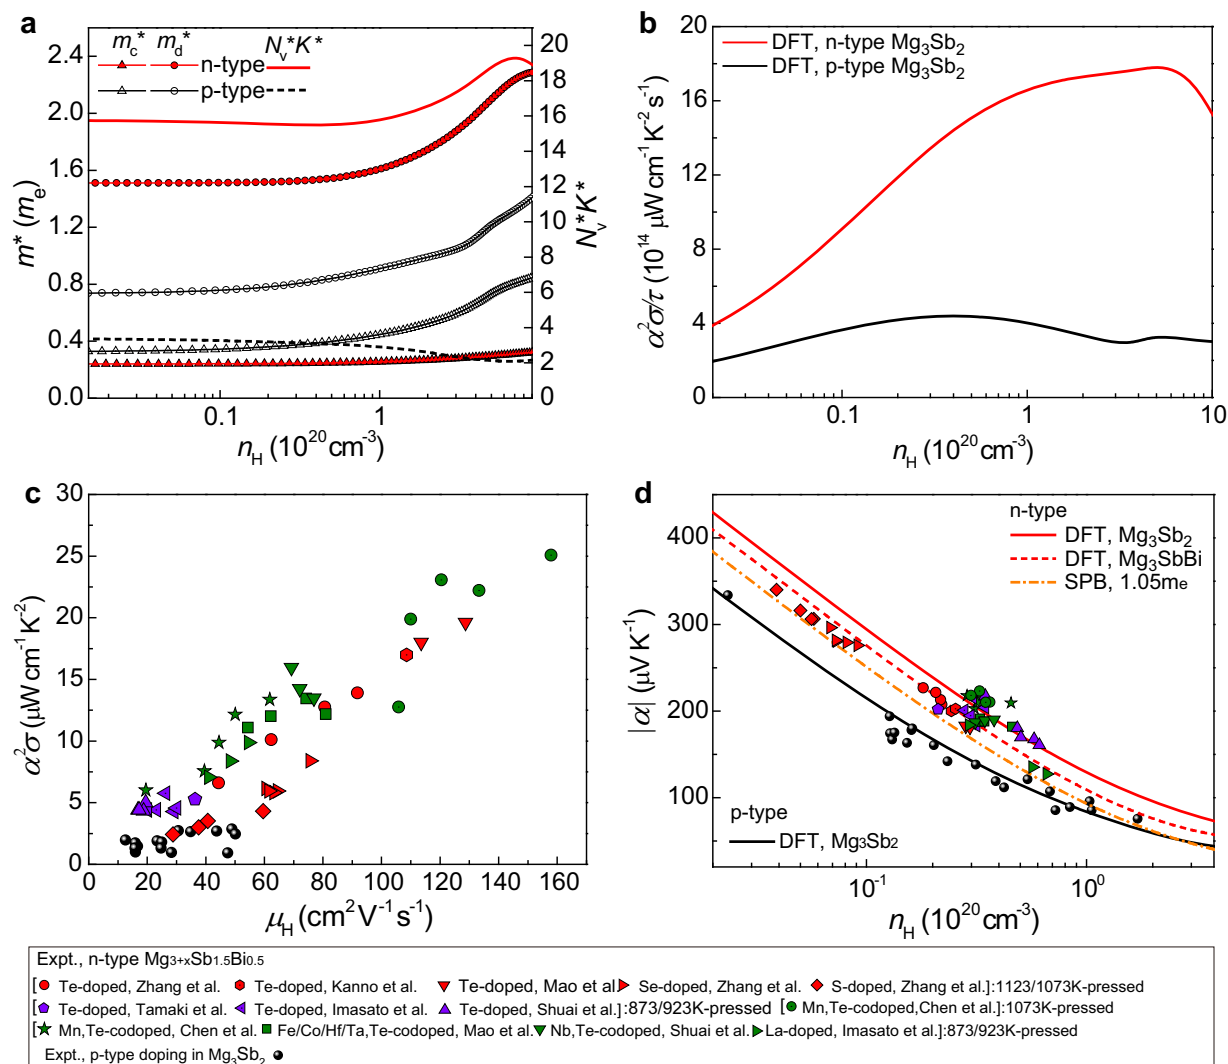 a
m_c* m_d* N_v*K*
n-type
p-type
2.4
2.0
1.6
1.2
0.8
0.4
0.0
m* (m_e)
20
18
16
14
12
10
8
6
4
2
0
N_v*K*
0.1 1
n_H (10^20 cm^-3)
b
DFT, n-type Mg3Sb2
DFT, p-type Mg3Sb2
20
16
12
8
4
0
α²σ/τ (10^14 μW cm^-1 K^-2 s^-1)
0.1 1 10
n_H (10^20 cm^-3)
c
30
25
20
15
10
5
0
α²σ (μW cm^-1 K^-2)
0 20 40 60 80 100 120 140 160
μ_H (cm² V^-1 s^-1)
d
n-type
DFT, Mg3Sb2
DFT, Mg3SbBi
SPB, 1.05me
400
300
200
100
|α| (μV K^-1)
p-type
DFT, Mg3Sb2
10^-1 10^0
n_H (10^20 cm^-3)
Expt., n-type Mg3+xSb1.5Bi0.5
[ Te-doped, Zhang et al. Te-doped, Kanno et al. Te-doped, Mao et al. Se-doped, Zhang et al. S-doped, Zhang et al.]:1123/1073K-pressed
[ Te-doped, Tamaki et al. Te-doped, Imasato et al. Te-doped, Shuai et al.]:873/923K-pressed [ Mn,Te-codoped,Chen et al.]:1073K-pressed
[ Mn,Te-codoped, Chen et al. Fe/Co/Hf/Ta,Te-codoped, Mao et al. Nb,Te-codoped, Shuai et al. La-doped, Imasato et al.]:873/923K-pressed
Expt., p-type doping in Mg3Sb2